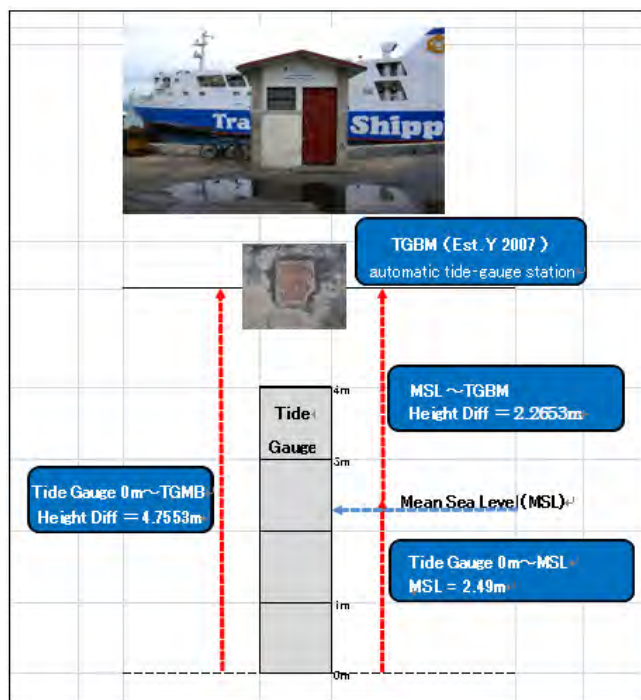 Tra
Shippi
TGBM (Est.Y 2007 )
automatic tide-gauge station
4m
Tide
Gauge
MSL ～TGBM
Height Diff = 2.2653m
3m
Tide Gauge 0m～TGMB
Height Diff = 4.7553m
Mean Sea Level(MSL)
Tide Gauge 0m～MSL
MSL = 2.49m
1m
0m